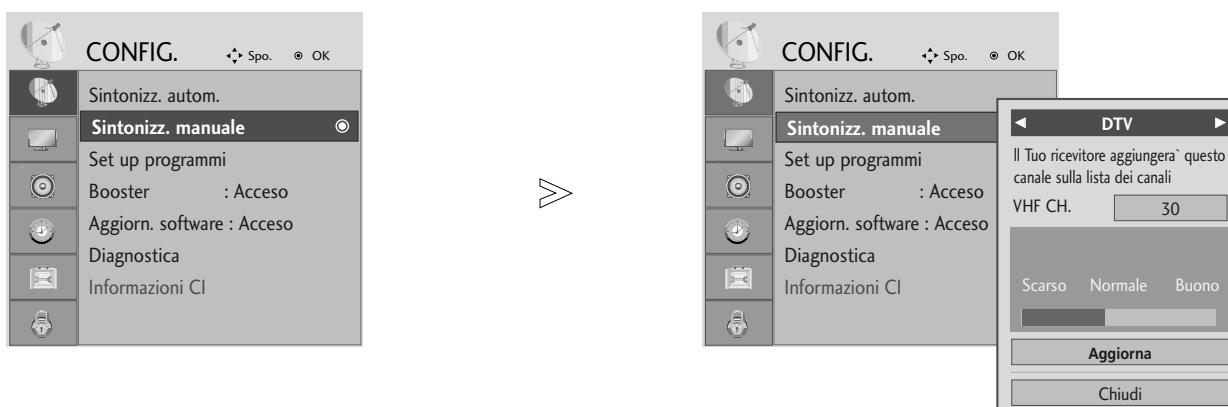 CONFIG. Spo. OK
Sintonizz. autom.
Sintonizz. manuale
Set up programmi
Booster : Acceso
Aggiorn. software : Acceso
Diagnostica
Informazioni CI
CONFIG. Spo. OK
Sintonizz. autom.
Sintonizz. manuale
Set up programmi
Booster : Acceso
Aggiorn. software : Acceso
Diagnostica
Informazioni CI
DTV
Il Tuo ricevitore aggiungera` questo
canale sulla lista dei canali
VHF CH. 30
Scarso Normale Buono
Aggiorna
Chiudi